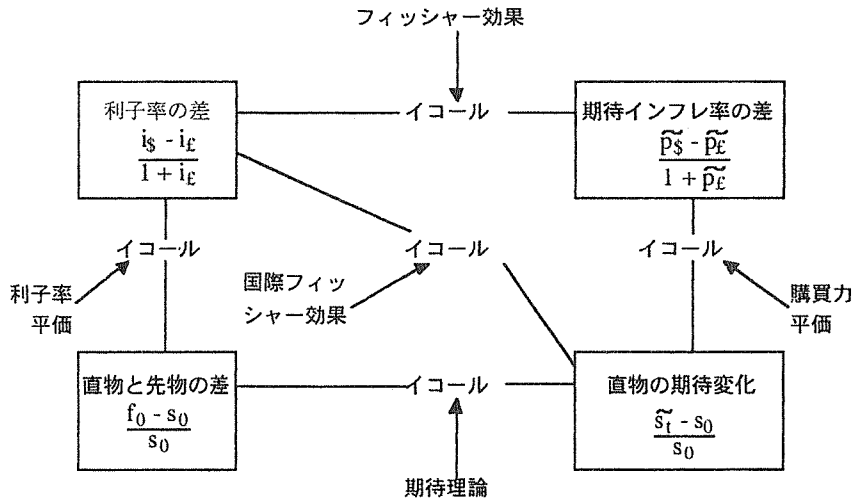 フィッシャー効果
利子率の差
i$ - i£
1 + i£
イコール
期待インフレ率の差
p̃$ - p̃£
1 + p̃£
イコール
イコール
イコール
利子率
平価
国際フィッ
シャー効果
購買力
平価
直物と先物の差
f0 - s0
s0
イコール
直物の期待変化
s̃t - s0
s0
期待理論